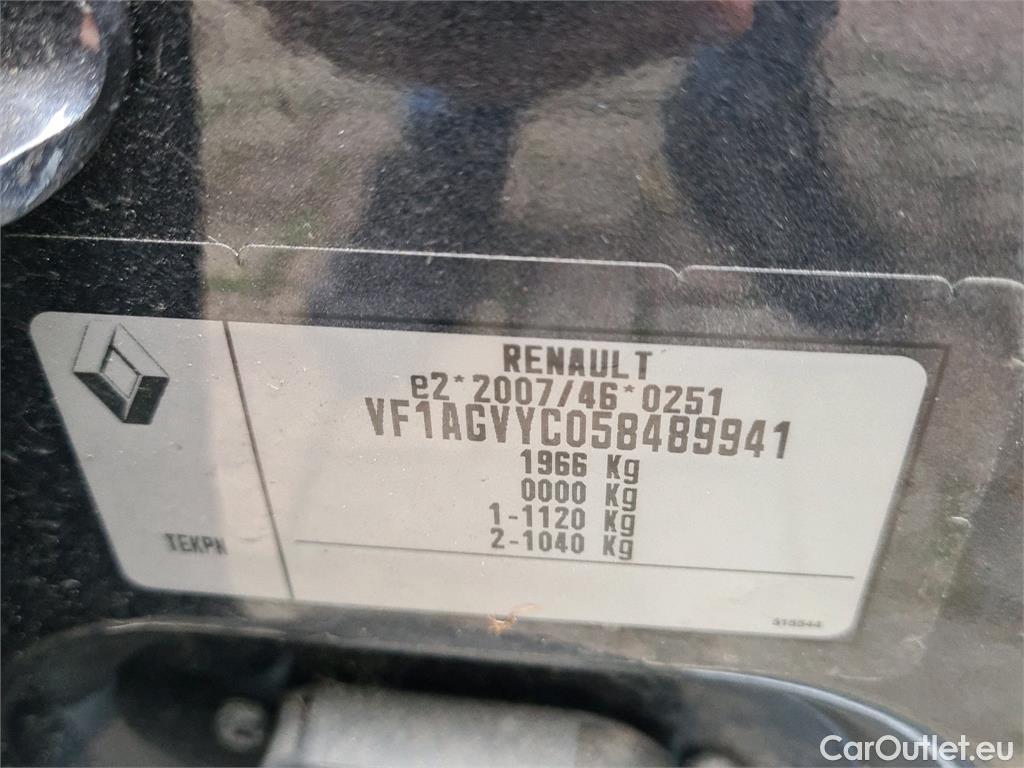 RENAULT
e2*2007/46*0251
VF1AGVYC058489941
1966 Kg
0000 Kg
1-1120 Kg
2-1040 Kg
TEKPN
515544
CarOutlet.eu